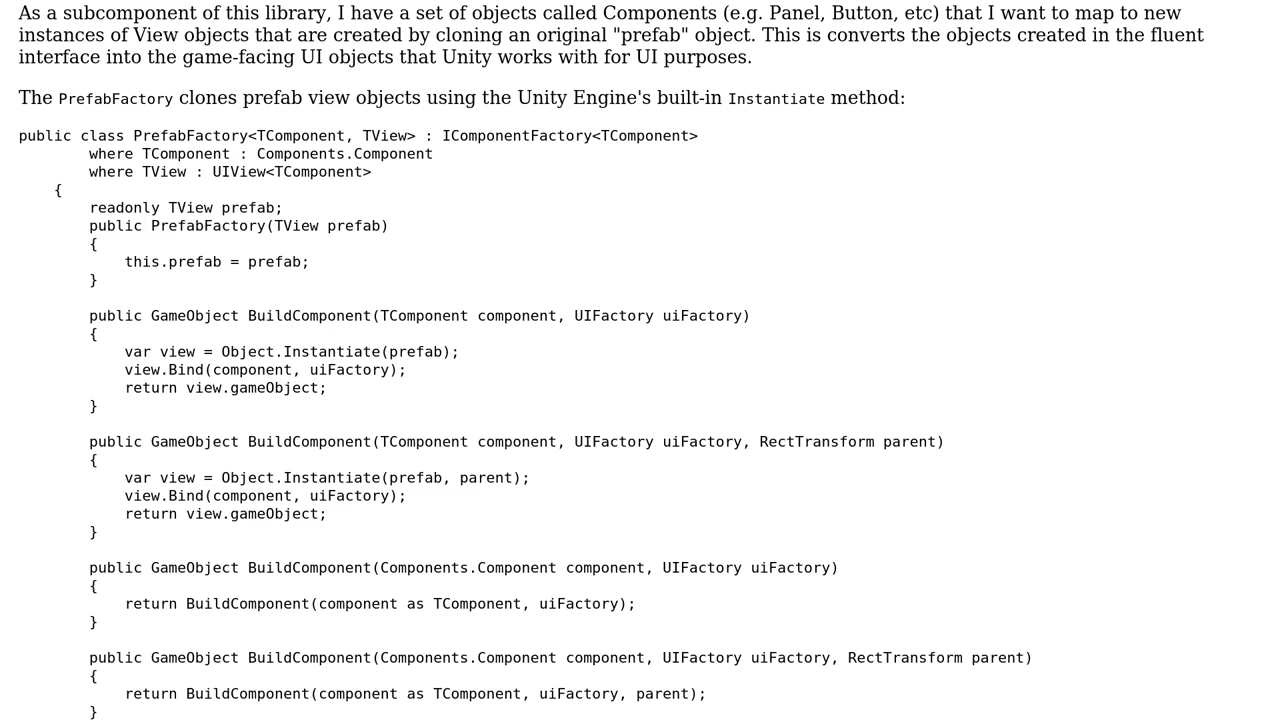 As a subcomponent of this library, I have a set of objects called Components (e.g. Panel, Button, etc) that I want to map to new
instances of View objects that are created by cloning an original "prefab" object. This is converts the objects created in the fluent
interface into the game-facing UI objects that Unity works with for UI purposes.
The PrefabFactory clones prefab view objects using the Unity Engine's built-in Instantiate method:
public class PrefabFactory<TComponent, TView> : IComponentFactory<TComponent>
        where TComponent : Components.Component
        where TView : UIView<TComponent>
    {
        readonly TView prefab;
        public PrefabFactory(TView prefab)
        {
            this.prefab = prefab;
        }

        public GameObject BuildComponent(TComponent component, UIFactory uiFactory)
        {
            var view = Object.Instantiate(prefab);
            view.Bind(component, uiFactory);
            return view.gameObject;
        }

        public GameObject BuildComponent(TComponent component, UIFactory uiFactory, RectTransform parent)
        {
            var view = Object.Instantiate(prefab, parent);
            view.Bind(component, uiFactory);
            return view.gameObject;
        }

        public GameObject BuildComponent(Components.Component component, UIFactory uiFactory)
        {
            return BuildComponent(component as TComponent, uiFactory);
        }

        public GameObject BuildComponent(Components.Component component, UIFactory uiFactory, RectTransform parent)
        {
            return BuildComponent(component as TComponent, uiFactory, parent);
        }